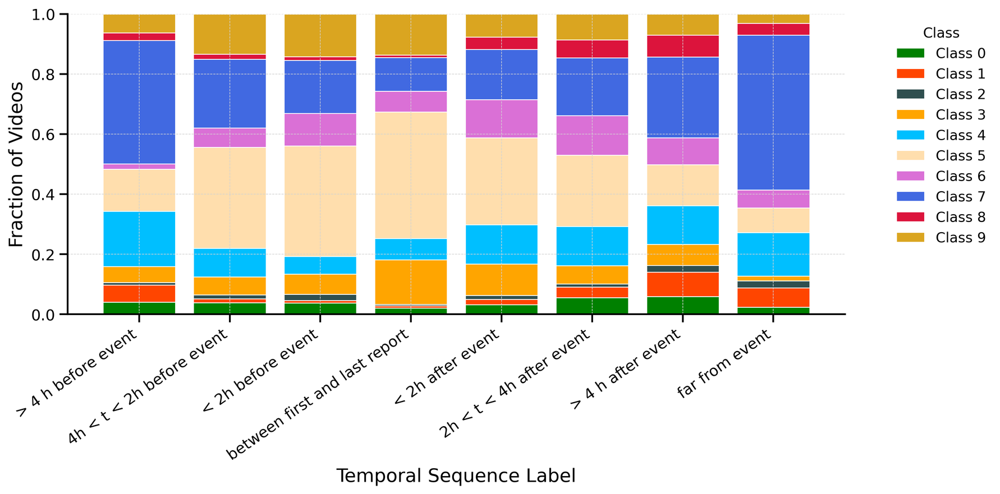 1.0
0.8
0.6
0.4
0.2
0.0
Fraction of Videos
> 4 h before event
4h < t < 2h before event
< 2h before event
between first and last report
< 2h after event
2h < t < 4h after event
> 4 h after event
far from event
Temporal Sequence Label
Class
Class 0
Class 1
Class 2
Class 3
Class 4
Class 5
Class 6
Class 7
Class 8
Class 9